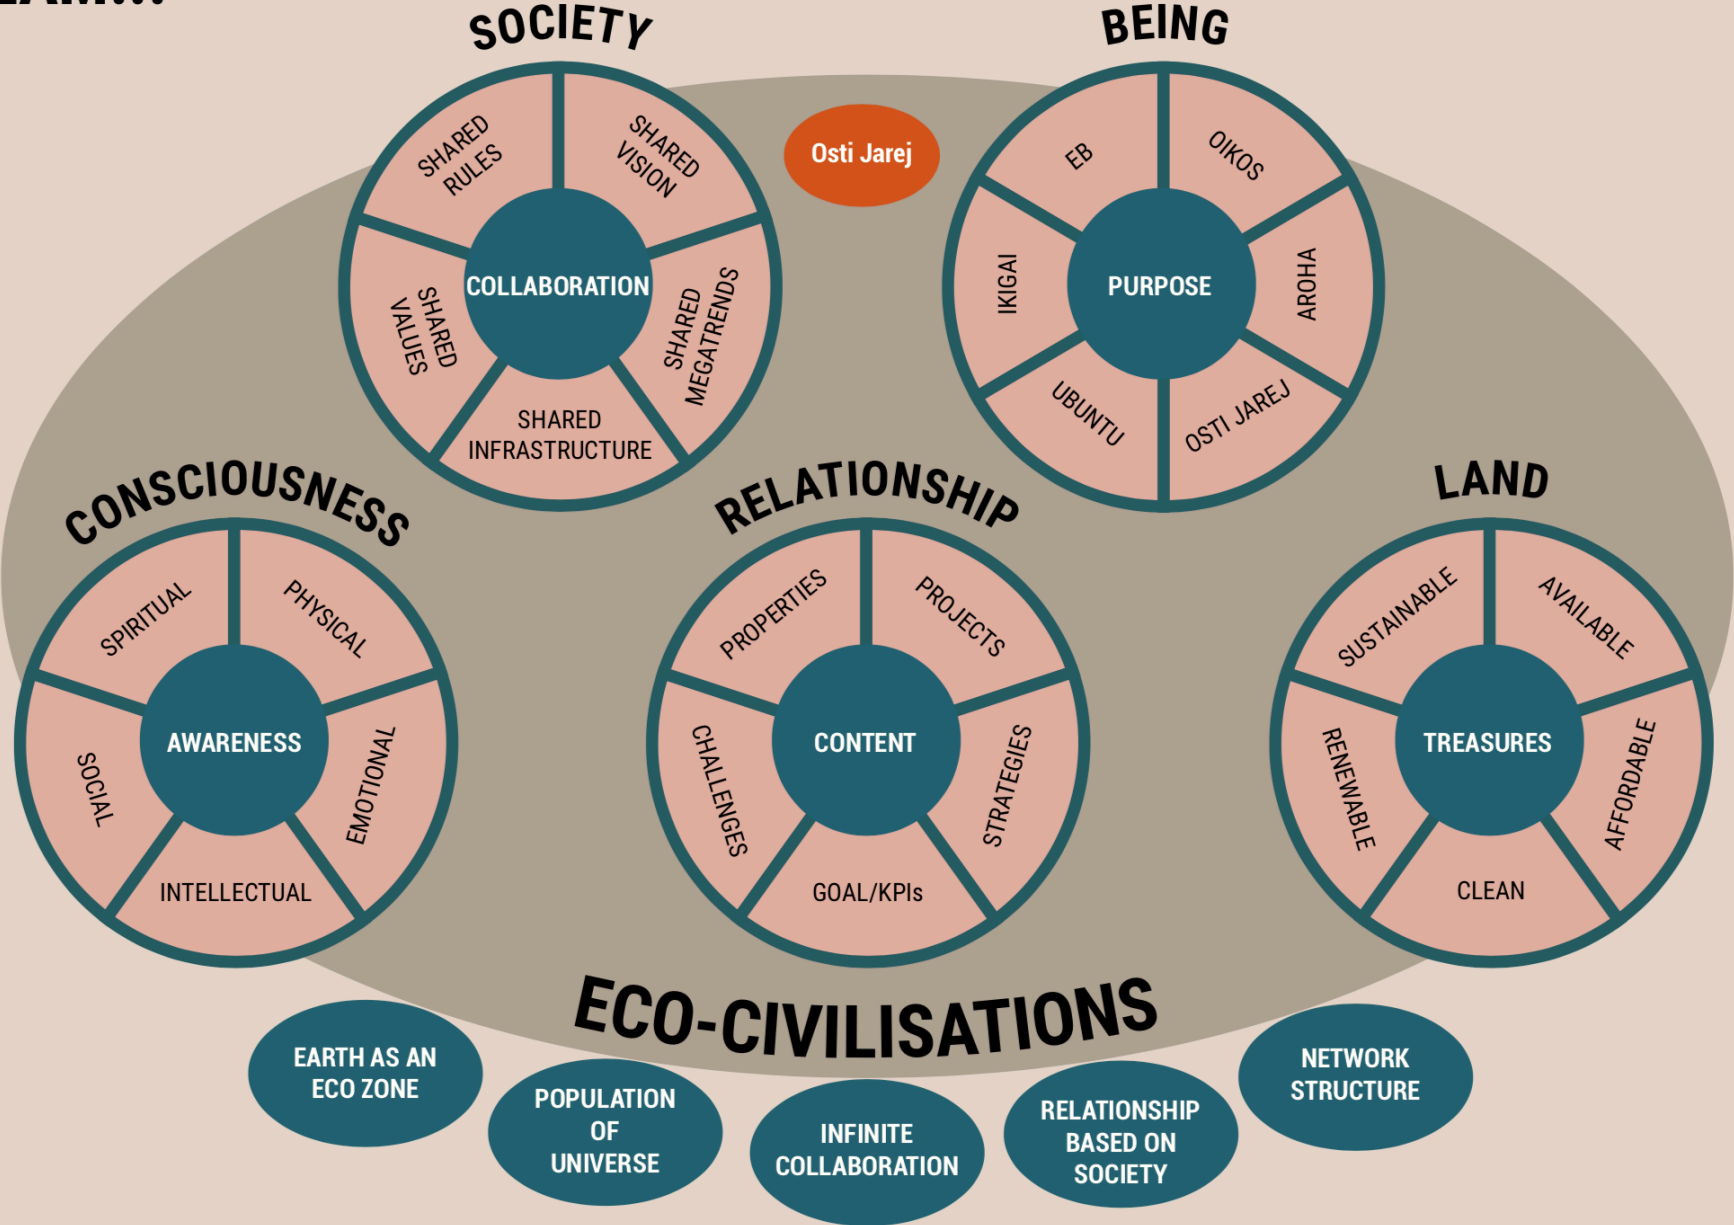 SOCIETY
SHARED
RULES
SHARED
VISION
SHARED
VALUES
COLLABORATION
SHARED
MEGATRENDS
SHARED
INFRASTRUCTURE
Osti Jarej
BEING
EB
OIKOS
IKIGAI
PURPOSE
AROHA
UBUNTU
OSTI JAREJ
CONSCIOUSNESS
SPIRITUAL
PHYSICAL
SOCIAL
AWARENESS
EMOTIONAL
INTELLECTUAL
RELATIONSHIP
PROPERTIES
PROJECTS
CHALLENGES
CONTENT
STRATEGIES
GOAL/KPIs
LAND
SUSTAINABLE
AVAILABLE
RENEWABLE
TREASURES
AFFORDABLE
CLEAN
ECO-CIVILISATIONS
EARTH AS AN
ECO ZONE
POPULATION
OF
UNIVERSE
INFINITE
COLLABORATION
RELATIONSHIP
BASED ON
SOCIETY
NETWORK
STRUCTURE